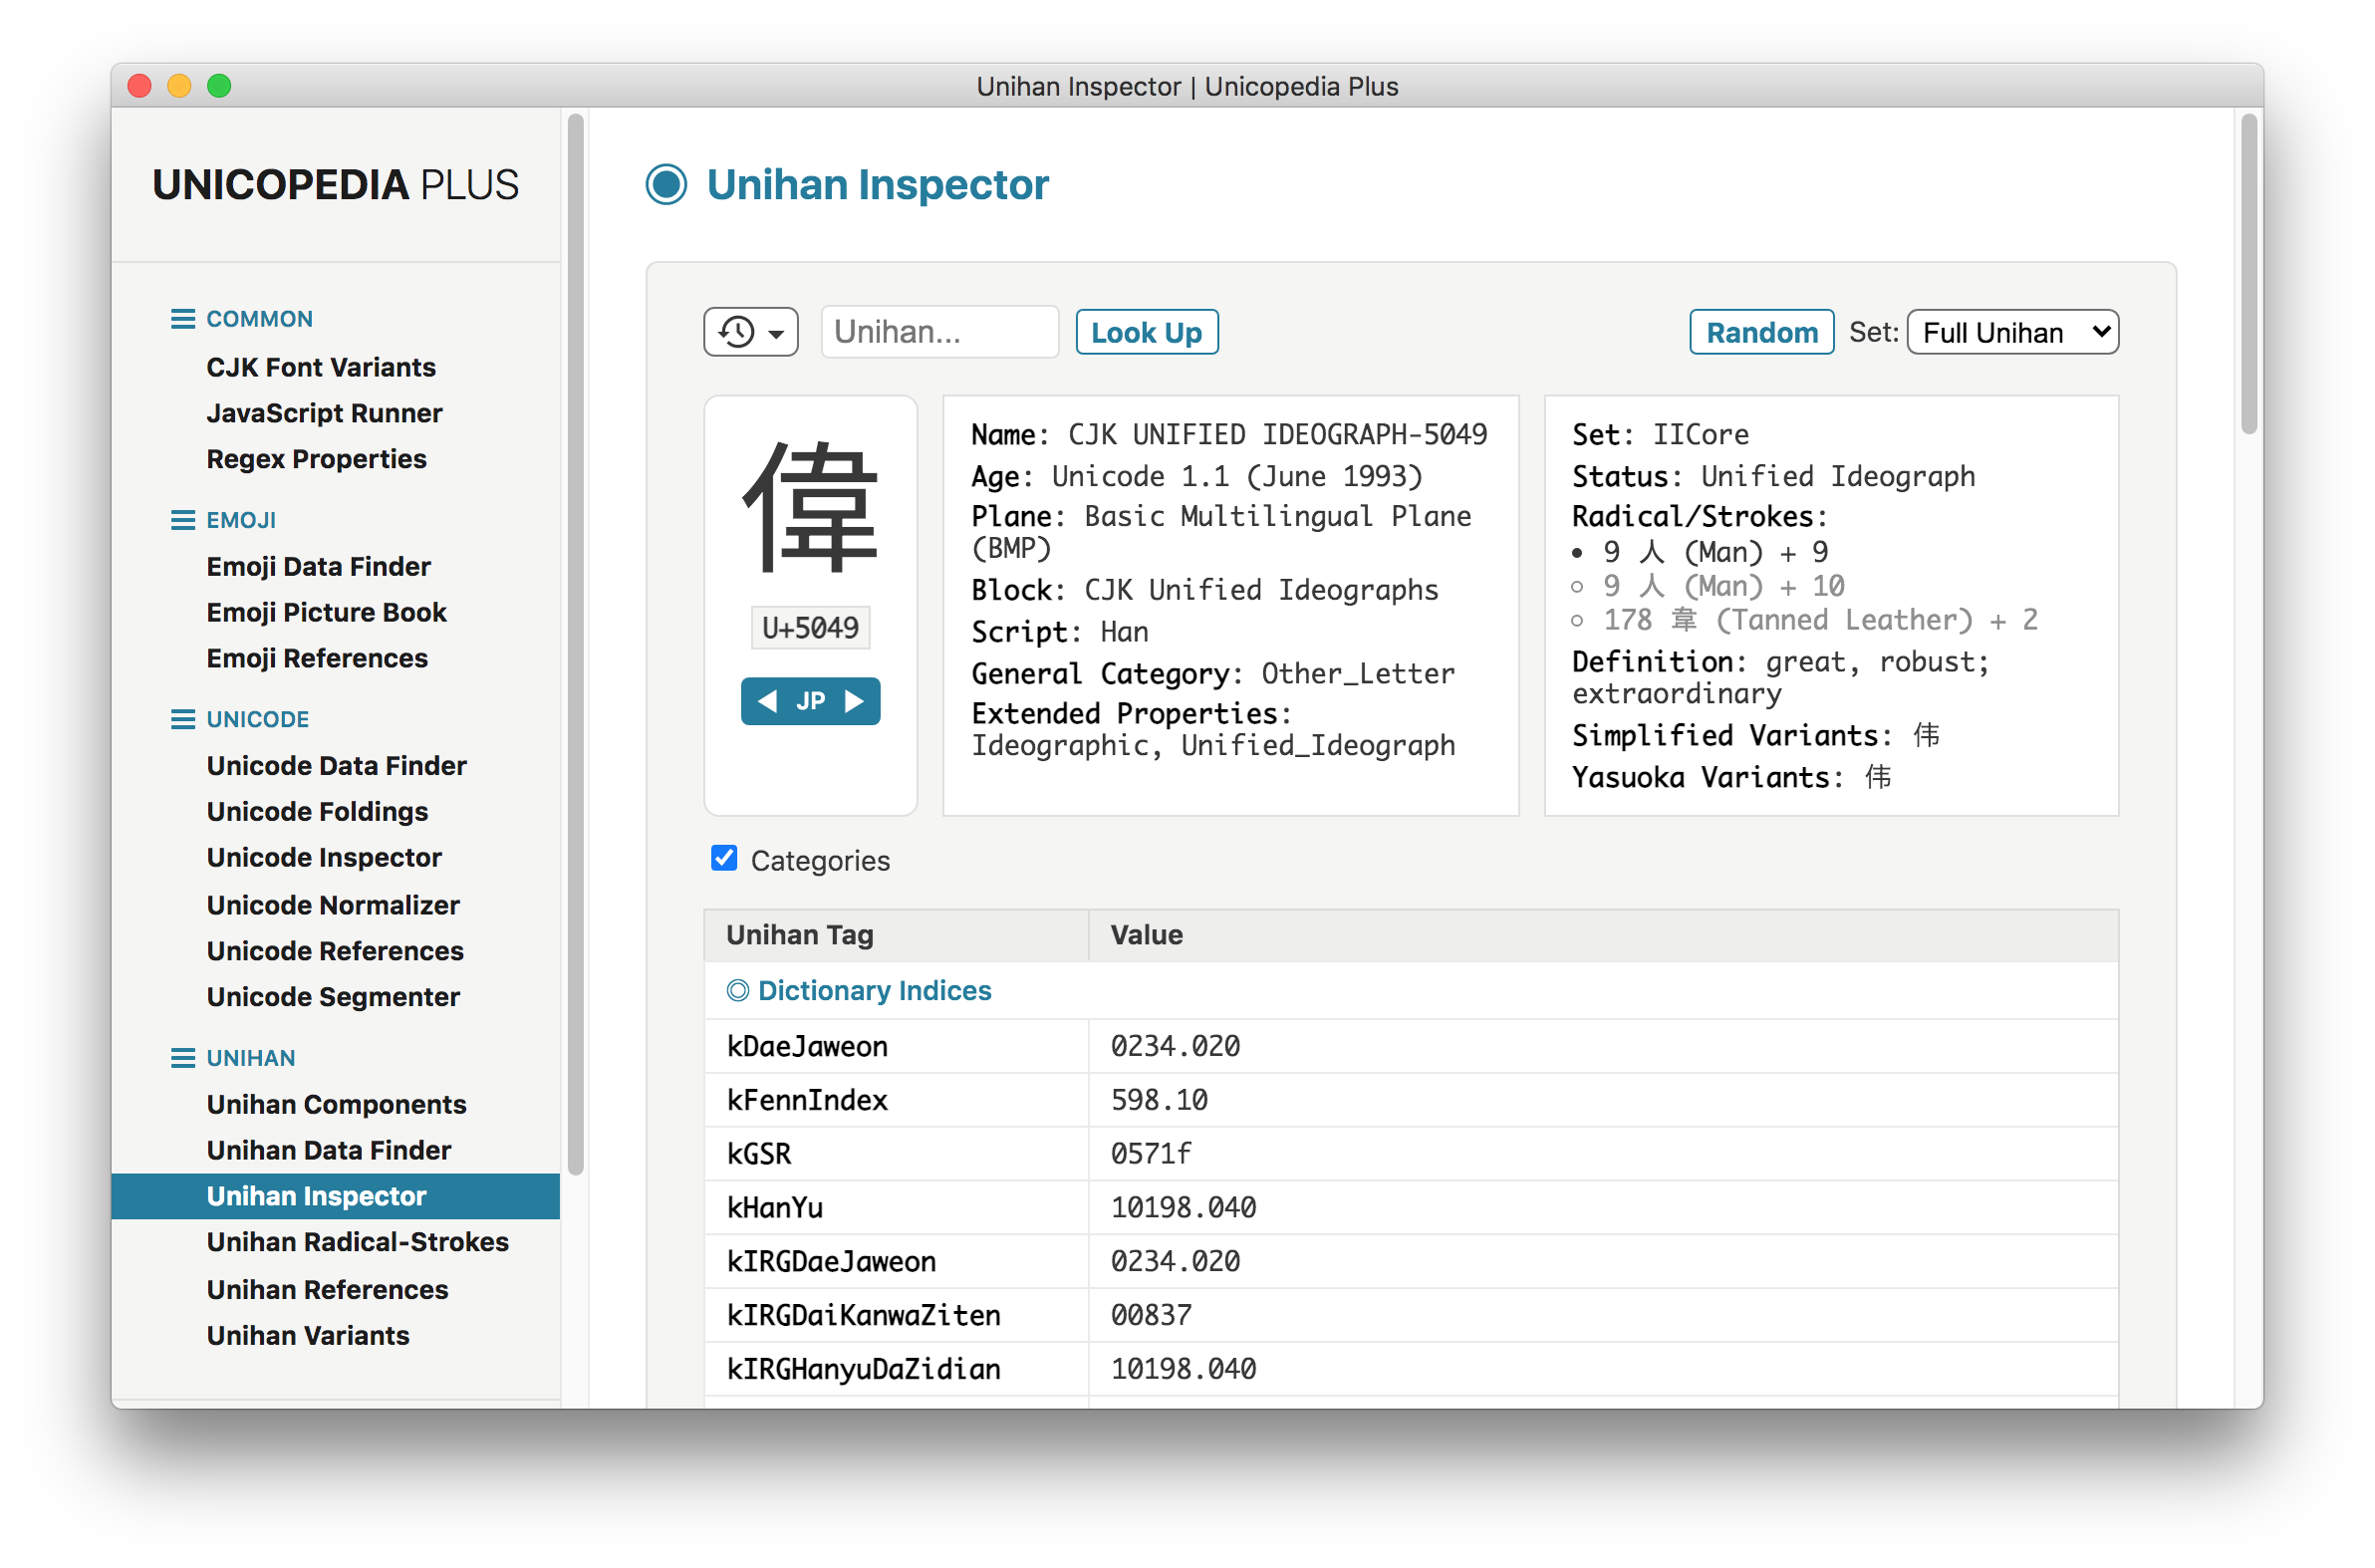 Unihan Inspector | Unicopedia Plus
UNICOPEDIA PLUS
COMMON
CJK Font Variants
JavaScript Runner
Regex Properties
EMOJI
Emoji Data Finder
Emoji Picture Book
Emoji References
UNICODE
Unicode Data Finder
Unicode Foldings
Unicode Inspector
Unicode Normalizer
Unicode References
Unicode Segmenter
UNIHAN
Unihan Components
Unihan Data Finder
Unihan Inspector
Unihan Radical-Strokes
Unihan References
Unihan Variants
Unihan Inspector
Unihan... Look Up Random Set: Full Unihan
偉
U+5049
JP
Name: CJK UNIFIED IDEOGRAPH-5049
Age: Unicode 1.1 (June 1993)
Plane: Basic Multilingual Plane
(BMP)
Block: CJK Unified Ideographs
Script: Han
General Category: Other_Letter
Extended Properties:
Ideographic, Unified_Ideograph
Set: IICore
Status: Unified Ideograph
Radical/Strokes:
• 9 人 (Man) + 9
◦ 9 人 (Man) + 10
◦ 178 韋 (Tanned Leather) + 2
Definition: great, robust;
extraordinary
Simplified Variants: 伟
Yasuoka Variants: 伟
Categories
Unihan Tag Value
Dictionary Indices
kDaeJaweon 0234.020
kFennIndex 598.10
kGSR 0571f
kHanYu 10198.040
kIRGDaeJaweon 0234.020
kIRGDaiKanwaZiten 00837
kIRGHanyuDaZidian 10198.040